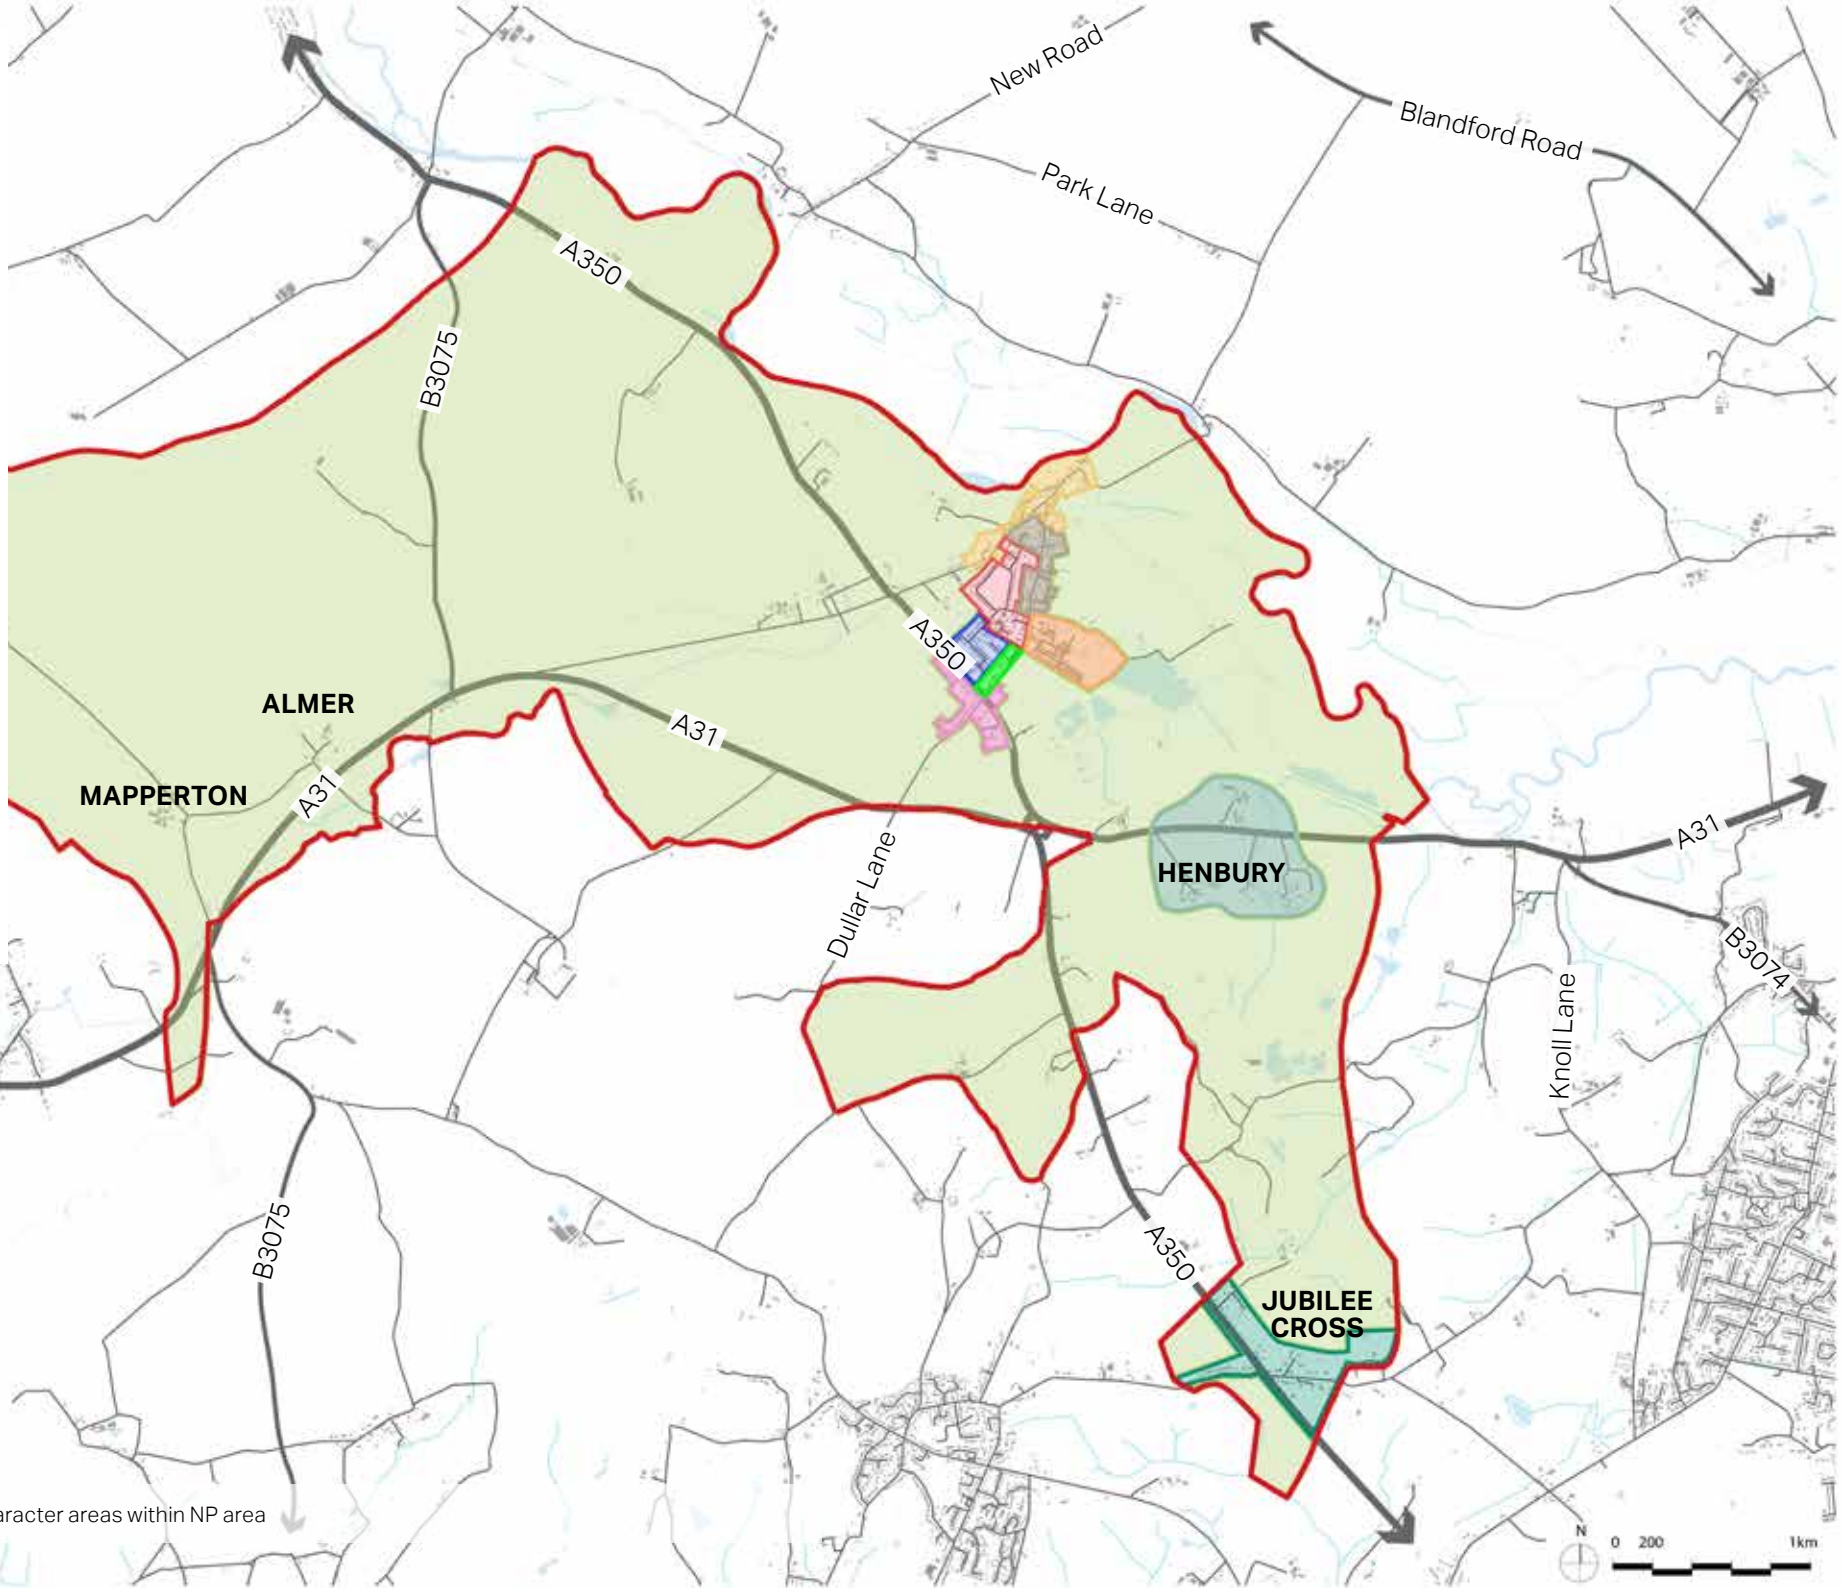 New Road
Blandford Road
Park Lane
A350
B3075
A350
ALMER
A31
MAPPERTON
A31
A31
Dullar Lane
HENBURY
B3074
Knoll Lane
B3075
A350
JUBILEE
CROSS
aracter areas within NP area
N
0 200 1km